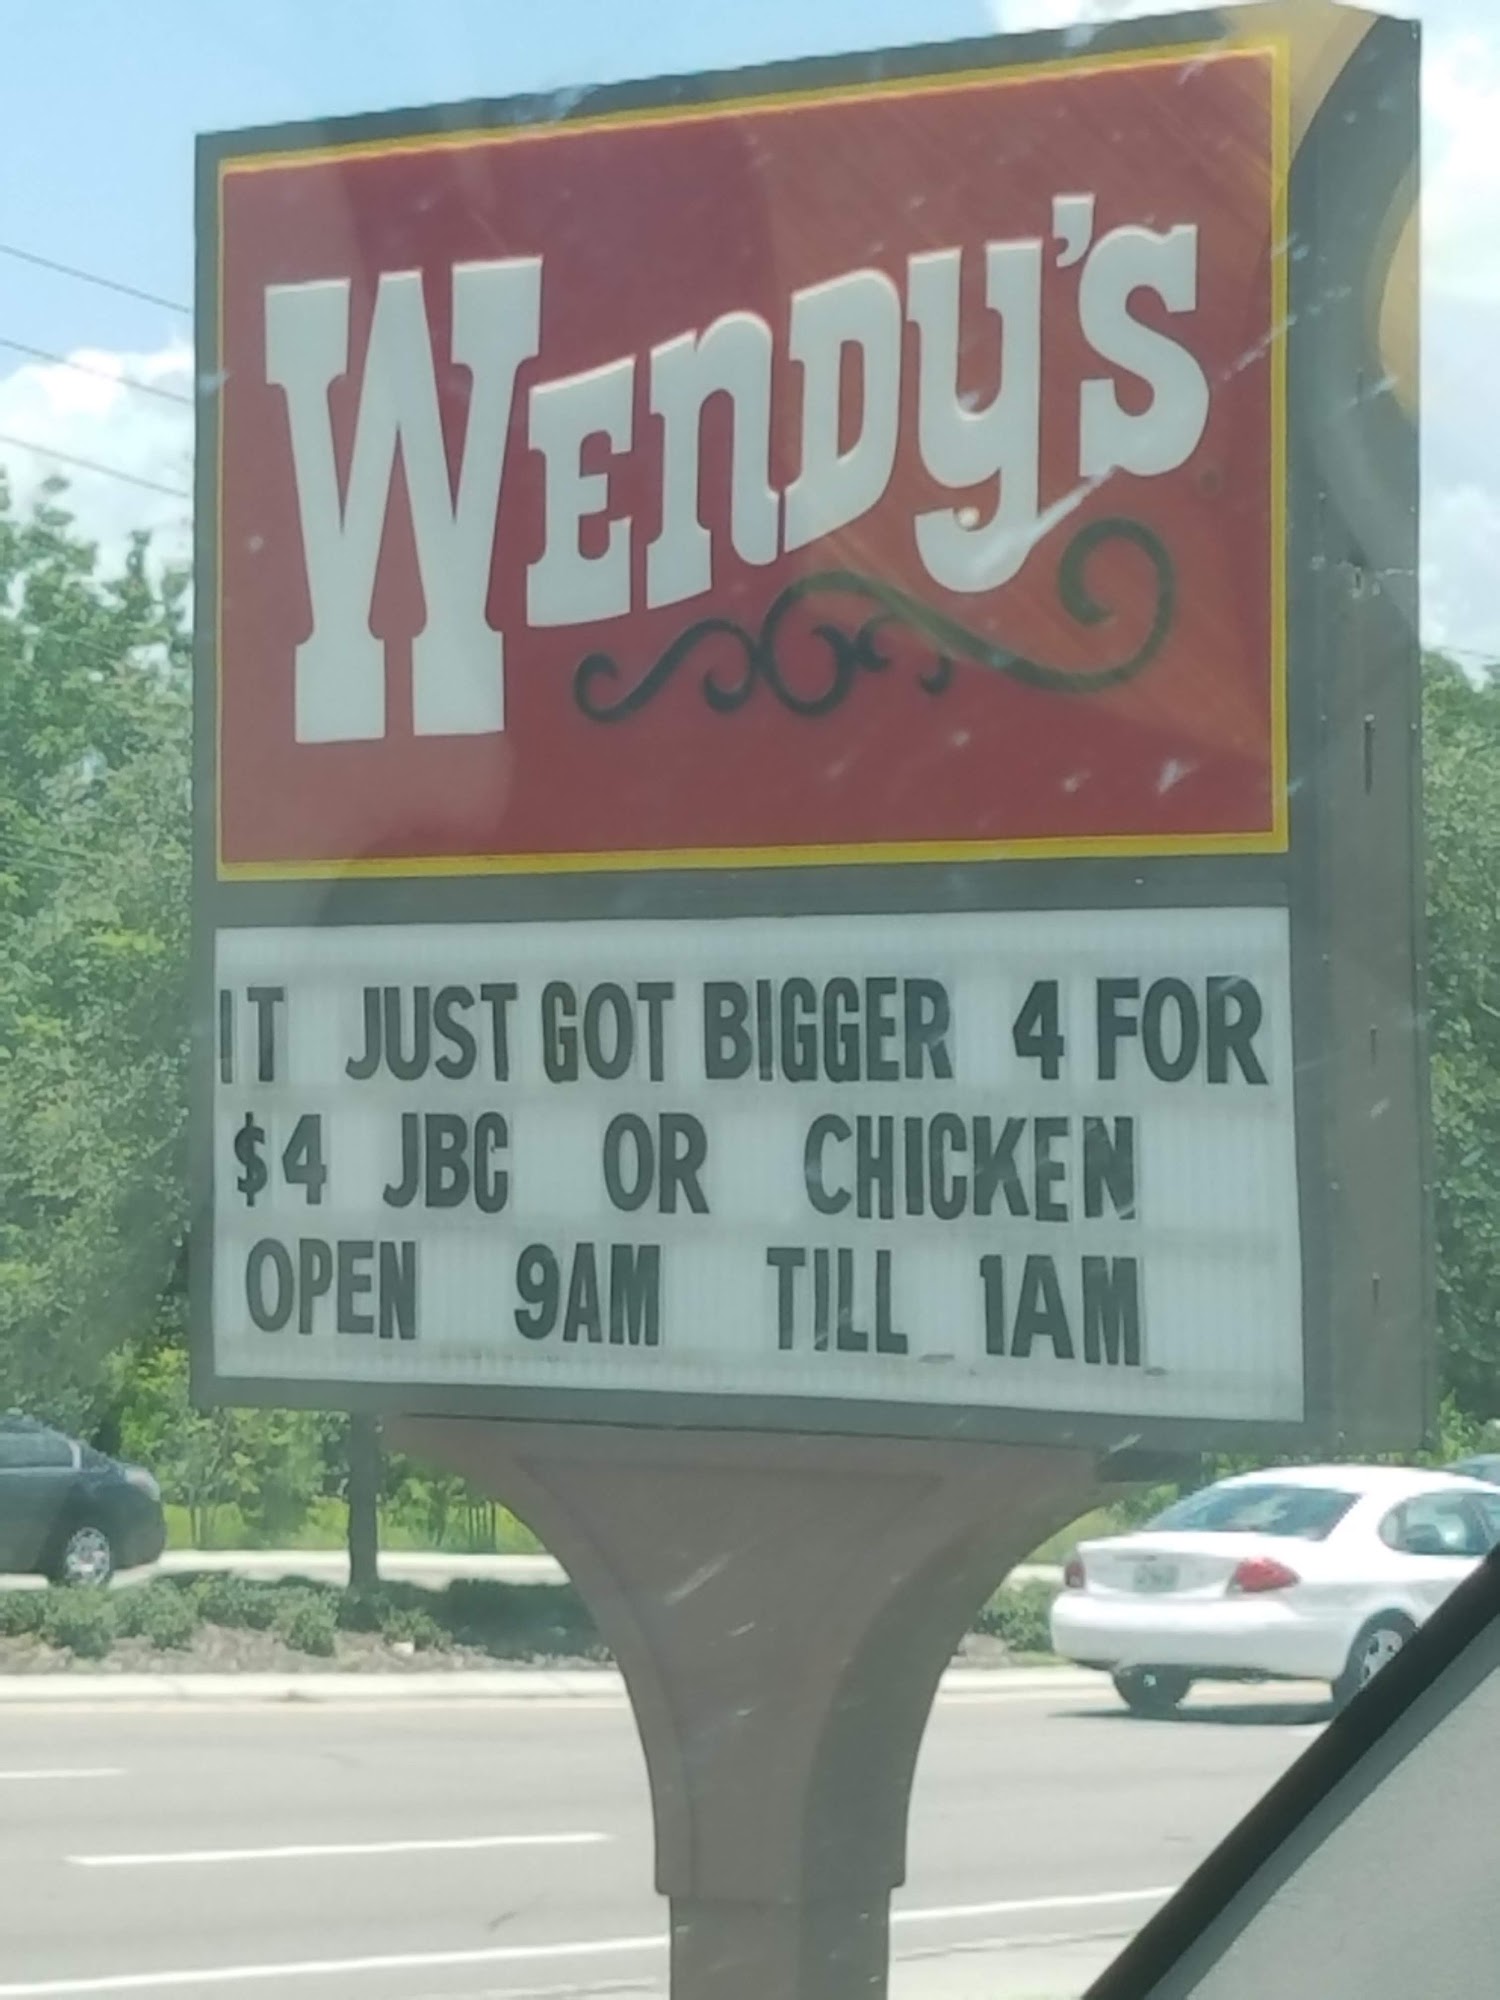 Wendy's
IT JUST GOT BIGGER 4 FOR
$4 JBC OR CHICKEN
OPEN 9AM TILL 1AM